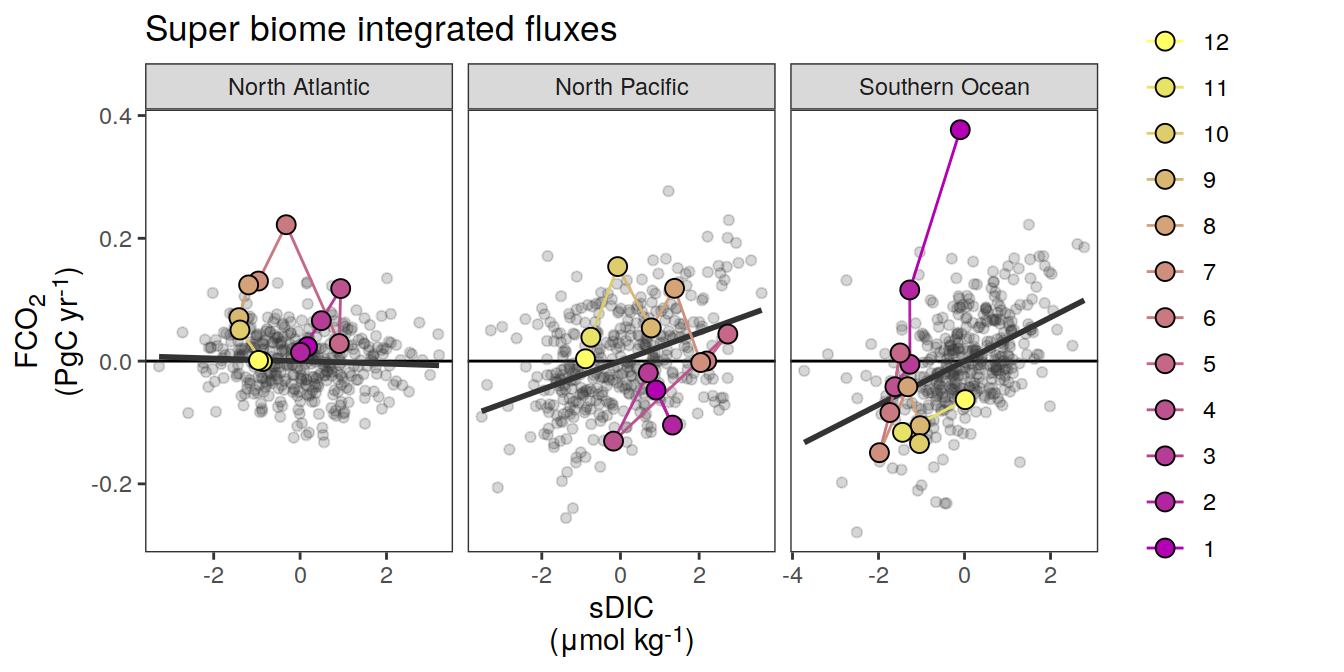 Super biome integrated fluxes
North Atlantic
North Pacific
Southern Ocean
FCO₂
(PgC yr⁻¹)
0.4
0.2
0.0
-0.2
-2 0 2
-2 0 2
-4 -2 0 2
sDIC
(µmol kg⁻¹)
12
11
10
9
8
7
6
5
4
3
2
1